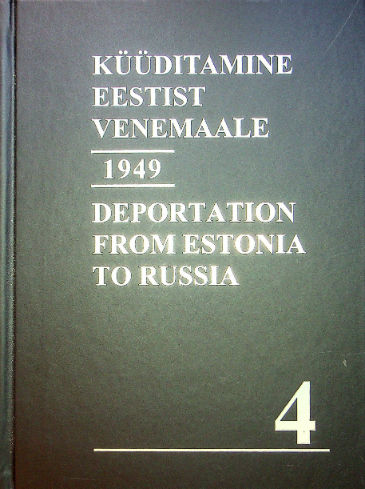 KÜÜDITAMINE
EESTIST
VENEMAALE
1949
DEPORTATION
FROM ESTONIA
TO RUSSIA
4